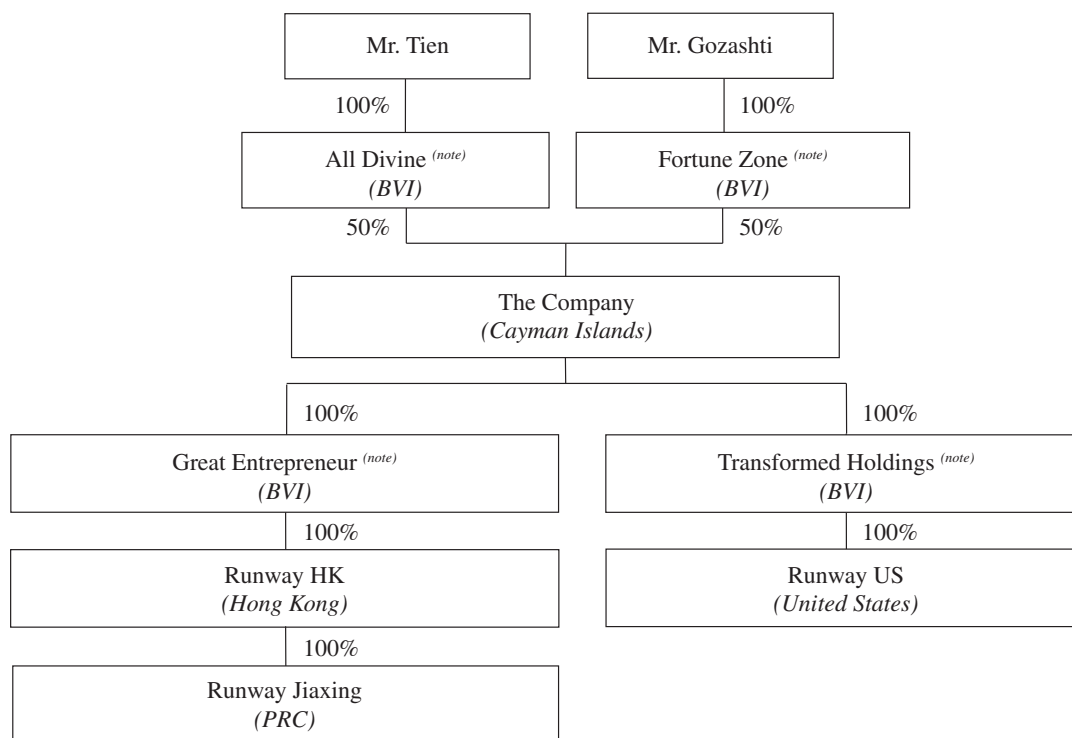 Mr. Tien
Mr. Gozashti
100%
100%
All Divine (note)
(BVI)
Fortune Zone (note)
(BVI)
50%
50%
The Company
(Cayman Islands)
100%
100%
Great Entrepreneur (note)
(BVI)
Transformed Holdings (note)
(BVI)
100%
100%
Runway HK
(Hong Kong)
Runway US
(United States)
100%
Runway Jiaxing
(PRC)